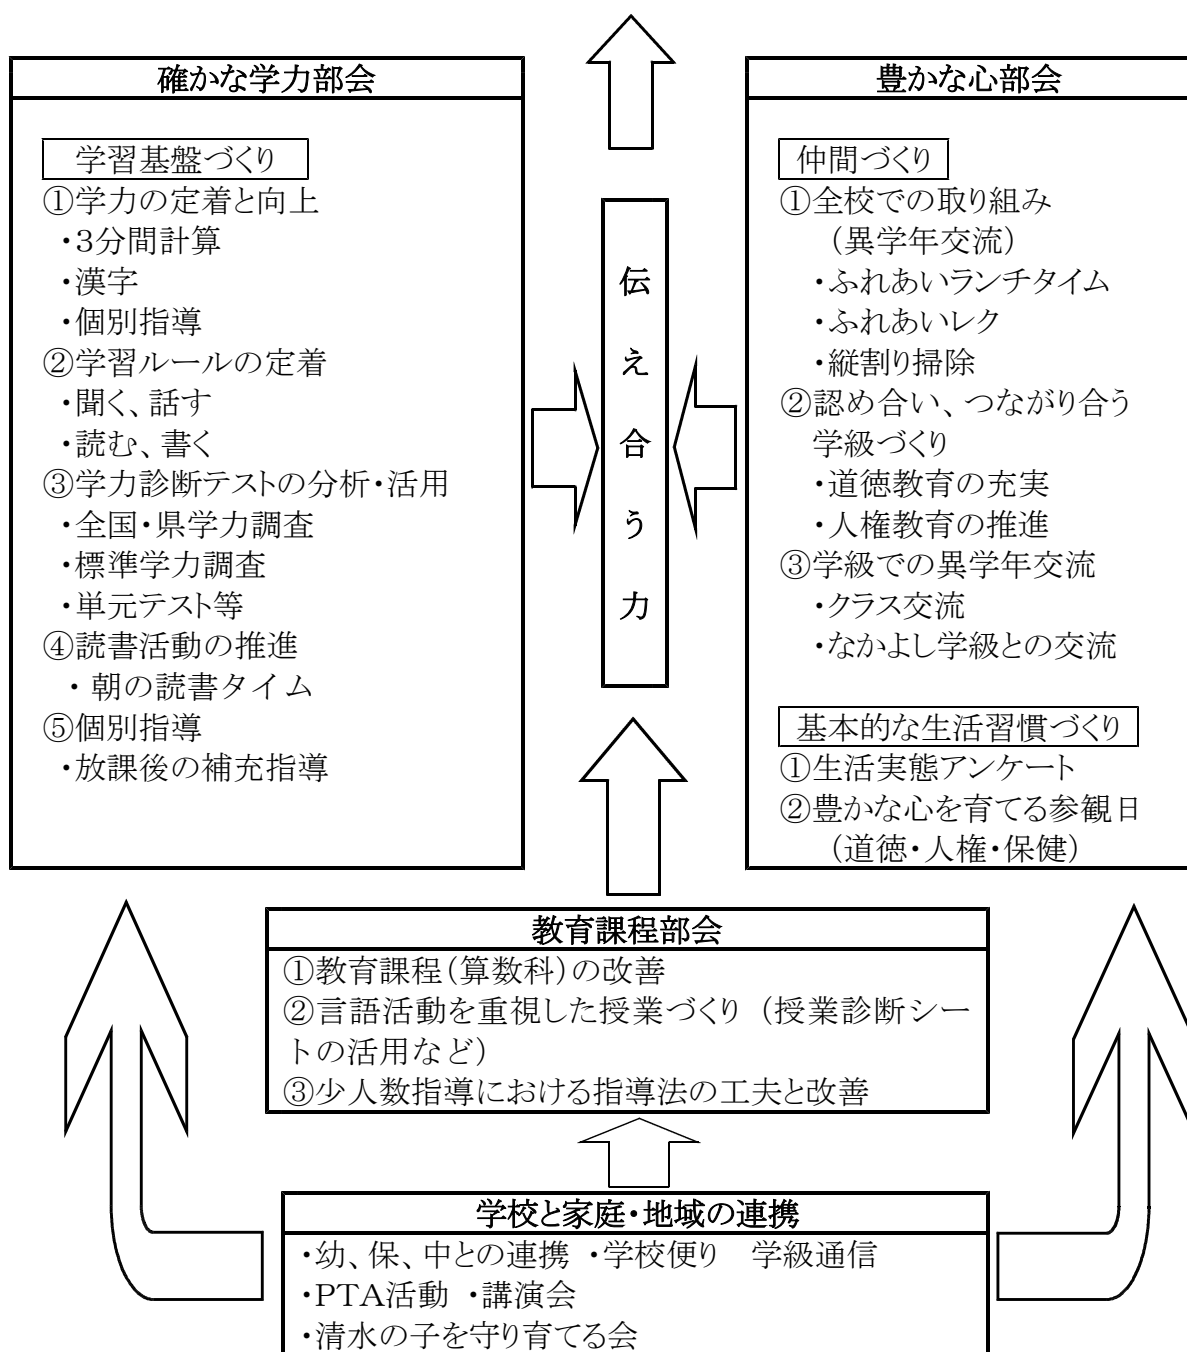 確かな学力部会
学習基盤づくり
①学力の定着と向上
・3分間計算
・漢字
・個別指導
②学習ルールの定着
・聞く、話す
・読む、書く
③学力診断テストの分析・活用
・全国・県学力調査
・標準学力調査
・単元テスト等
④読書活動の推進
・朝の読書タイム
⑤個別指導
・放課後の補充指導
伝え合う力
豊かな心部会
仲間づくり
①全校での取り組み
(異学年交流)
・ふれあいランチタイム
・ふれあいレク
・縦割り掃除
②認め合い、つながり合う
学級づくり
・道徳教育の充実
・人権教育の推進
③学級での異学年交流
・クラス交流
・なかよし学級との交流
基本的な生活習慣づくり
①生活実態アンケート
②豊かな心を育てる参観日
(道徳・人権・保健)
教育課程部会
①教育課程(算数科)の改善
②言語活動を重視した授業づくり (授業診断シー
トの活用など)
③少人数指導における指導法の工夫と改善
学校と家庭・地域の連携
・幼、保、中との連携 ・学校便り 学級通信
・PTA活動 ・講演会
・清水の子を守り育てる会